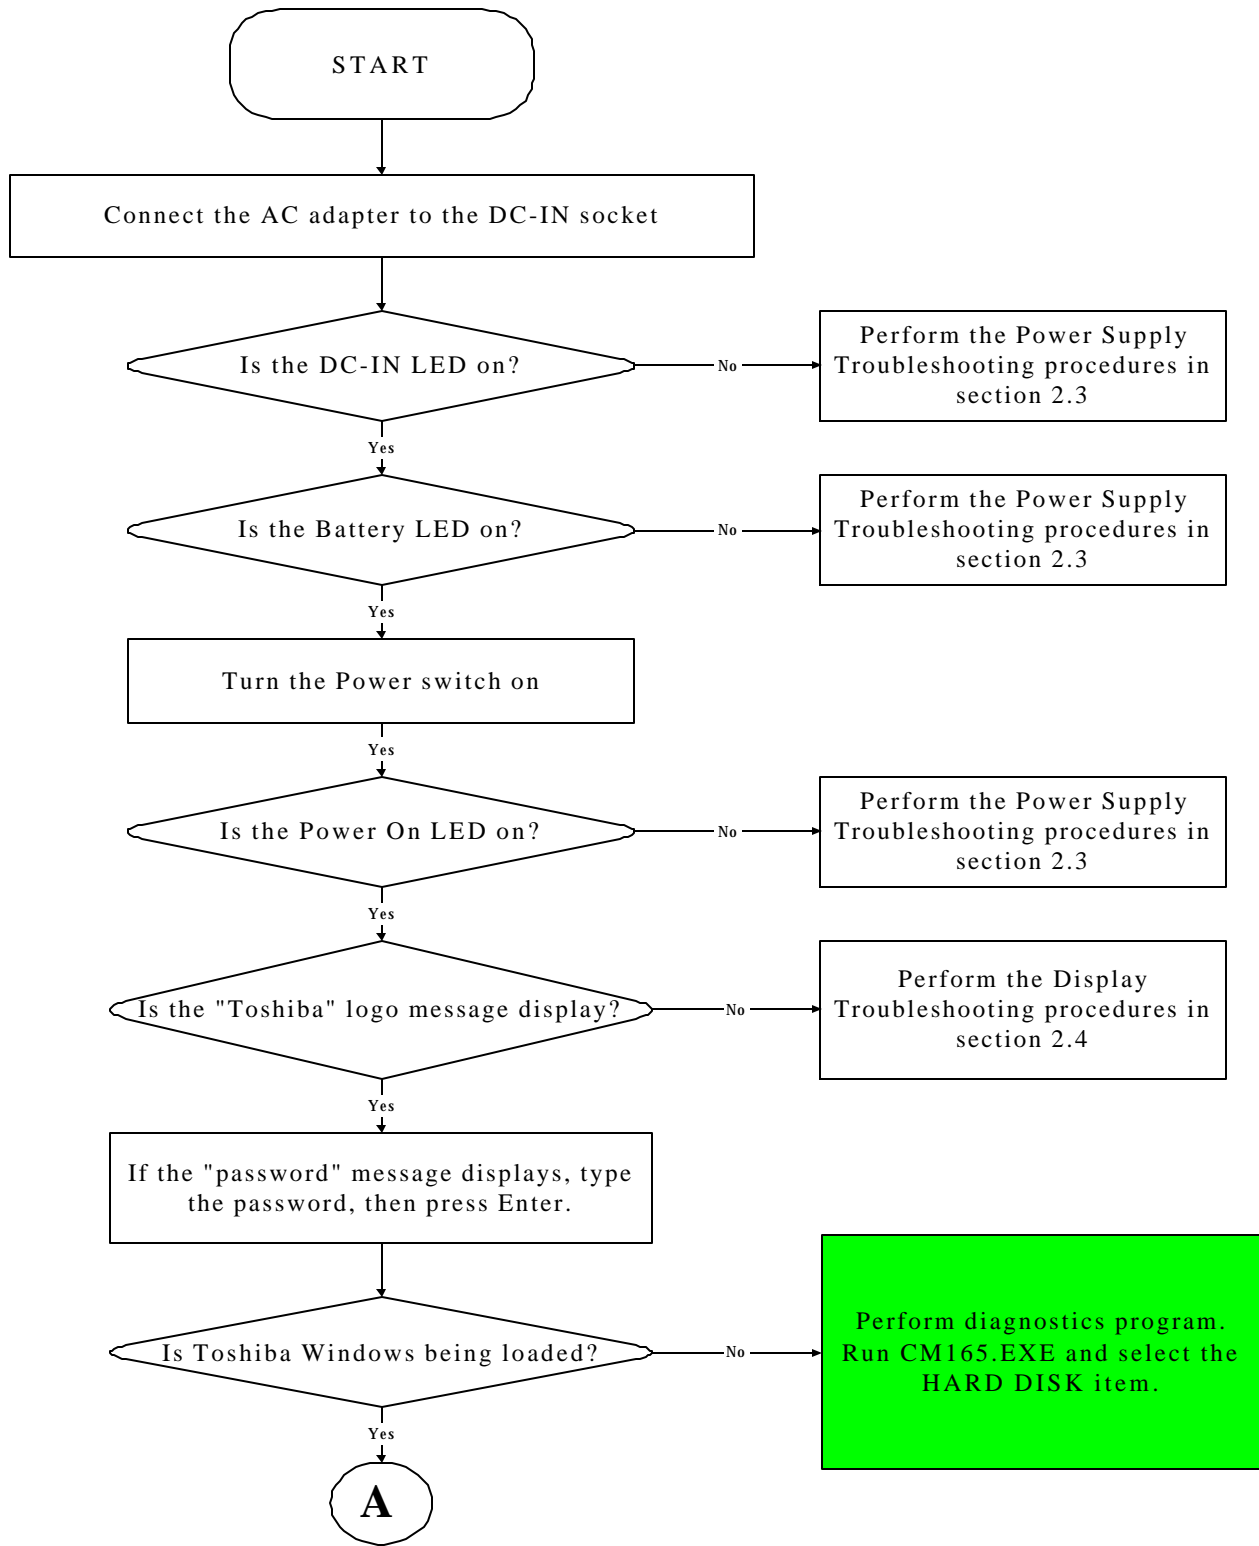 START
Connect the AC adapter to the DC-IN socket
Is the DC-IN LED on?
No
Perform the Power Supply
Troubleshooting procedures in
section 2.3
Yes
Is the Battery LED on?
No
Perform the Power Supply
Troubleshooting procedures in
section 2.3
Yes
Turn the Power switch on
Yes
Is the Power On LED on?
No
Perform the Power Supply
Troubleshooting procedures in
section 2.3
Yes
Is the "Toshiba" logo message display?
No
Perform the Display
Troubleshooting procedures in
section 2.4
Yes
If the "password" message displays, type
the password, then press Enter.
Is Toshiba Windows being loaded?
No
Perform diagnostics program.
Run CM165.EXE and select the
HARD DISK item.
Yes
A